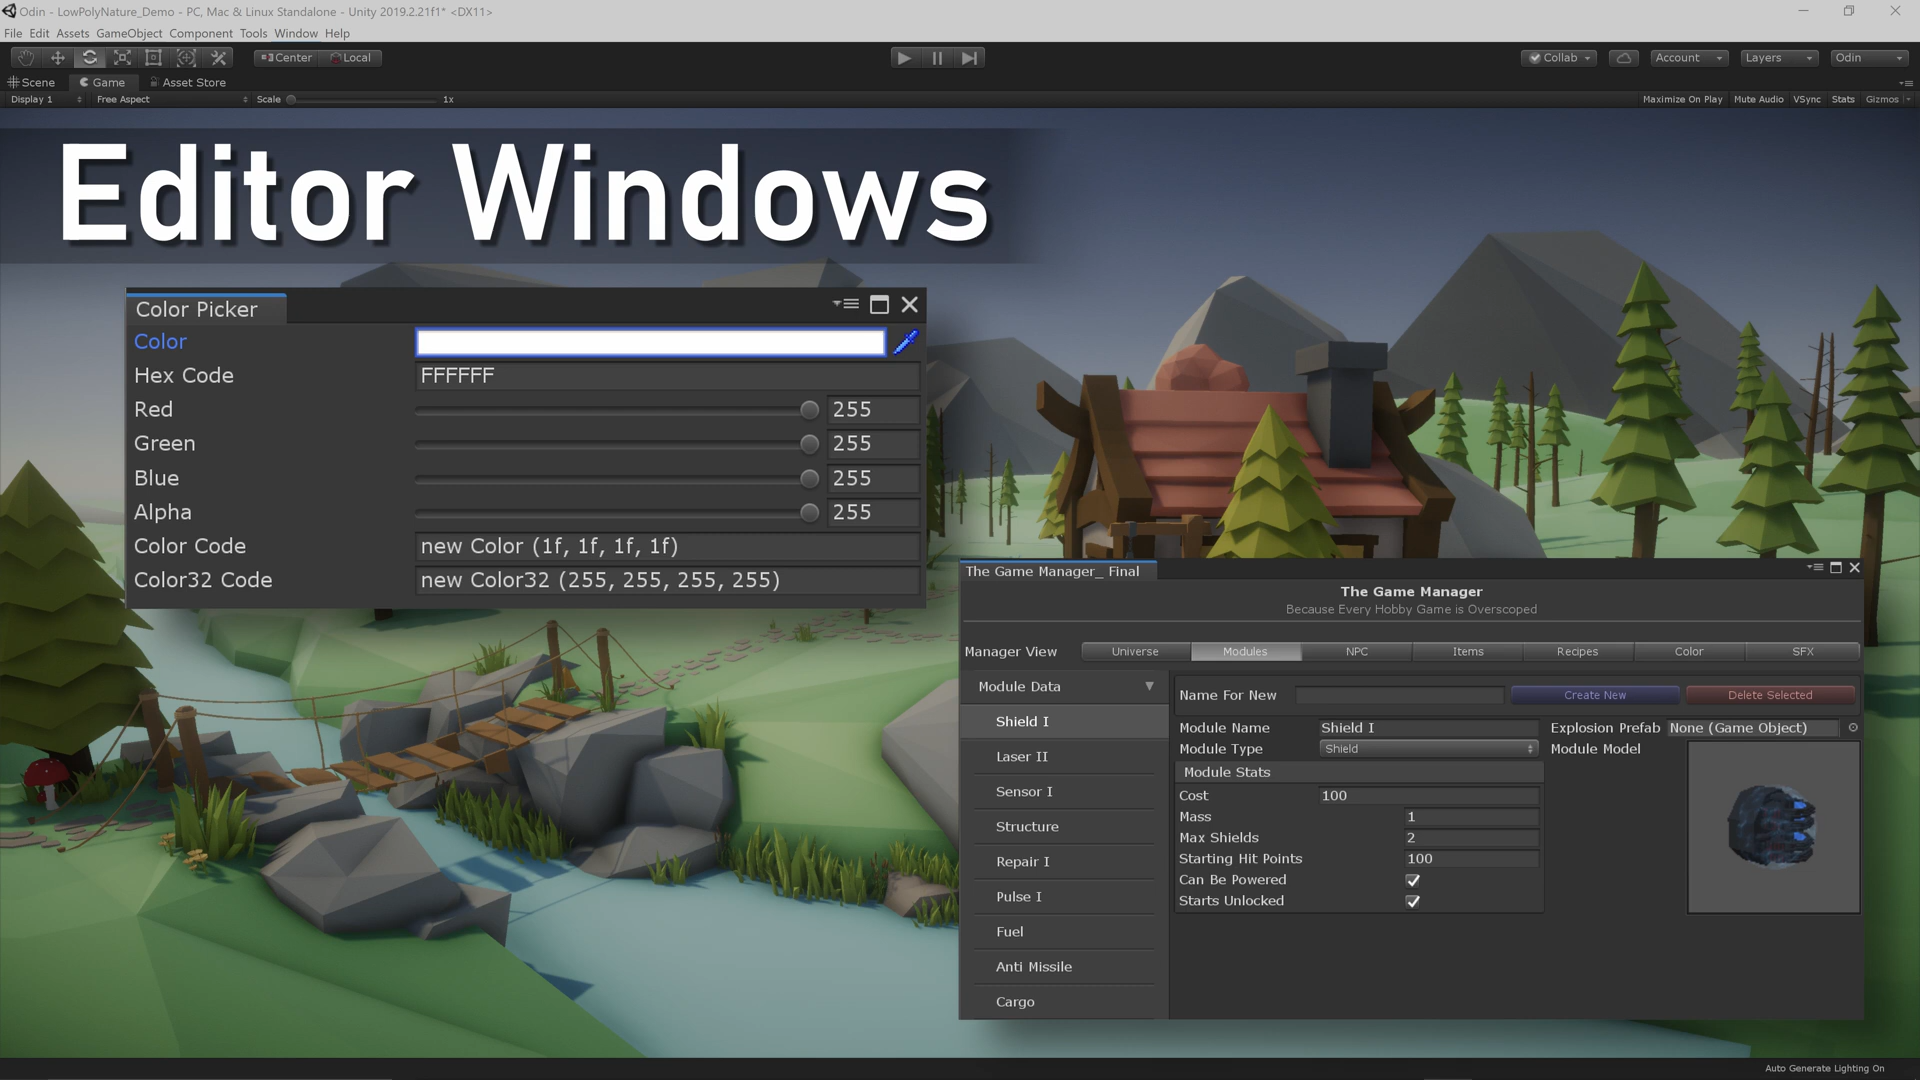 Odin - LowPolyNature_Demo - PC, Mac & Linux Standalone - Unity 2019.2.21f1* <DX11>
File Edit Assets GameObject Component Tools Window Help
Center Local Collab Account Layers Odin
Scene Game Asset Store
Display 1 Free Aspect Scale 1x Maximize On Play Mute Audio VSync Stats Gizmos
Editor Windows
Color Picker
Color
Hex Code FFFFFF
Red 255
Green 255
Blue 255
Alpha 255
Color Code new Color (1f, 1f, 1f, 1f)
Color32 Code new Color32 (255, 255, 255, 255)
The Game Manager_ Final
The Game Manager
Because Every Hobby Game is Overscoped
Manager View Universe Modules NPC Items Recipes Color SFX
Module Data
Shield I
Laser II
Sensor I
Structure
Repair I
Pulse I
Fuel
Anti Missile
Cargo
Name For New Create New Delete Selected
Module Name Shield I Explosion Prefab None (Game Object)
Module Type Shield Module Model
Module Stats
Cost 100
Mass 1
Max Shields 2
Starting Hit Points 100
Can Be Powered
Starts Unlocked
Auto Generate Lighting On